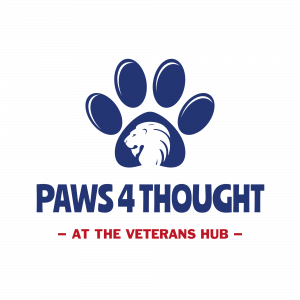 PAWS 4 THOUGHT
– AT THE VETERANS HUB –